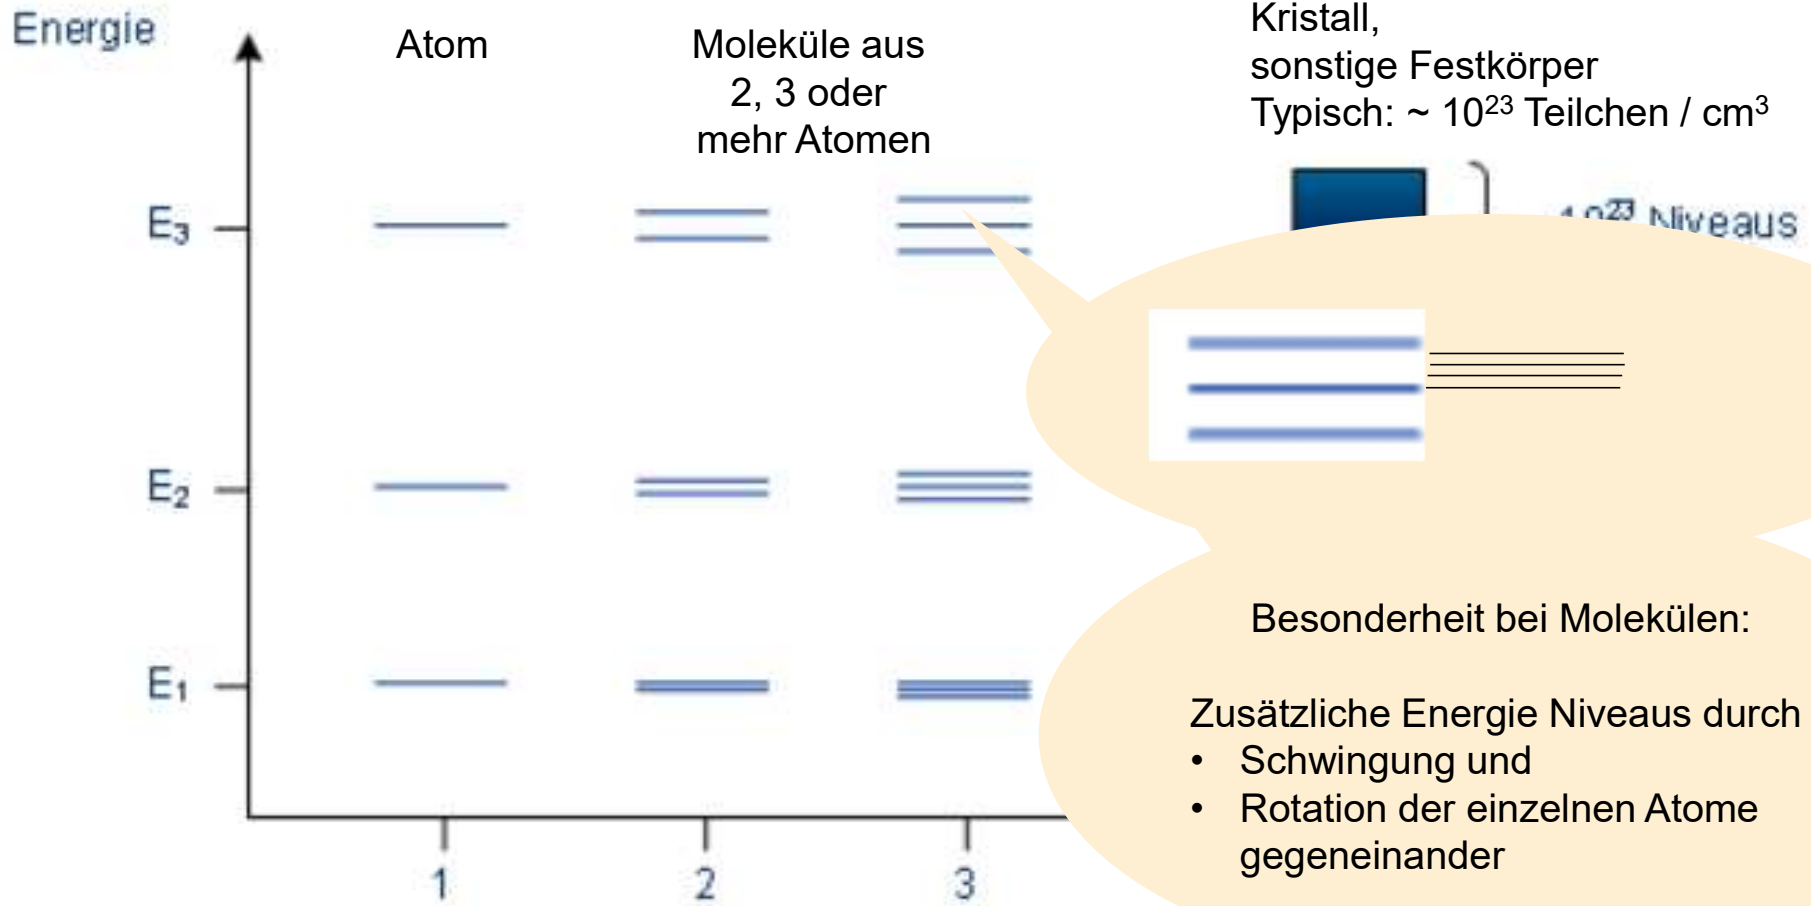 Energie
Atom
Moleküle aus
2, 3 oder
mehr Atomen
Kristall,
sonstige Festkörper
Typisch: ~ 10²³ Teilchen / cm³
E₃
10²³ Niveaus
E₂
E₁
Besonderheit bei Molekülen:
Zusätzliche Energie Niveaus durch
• Schwingung und
• Rotation der einzelnen Atome
gegeneinander
1
2
3